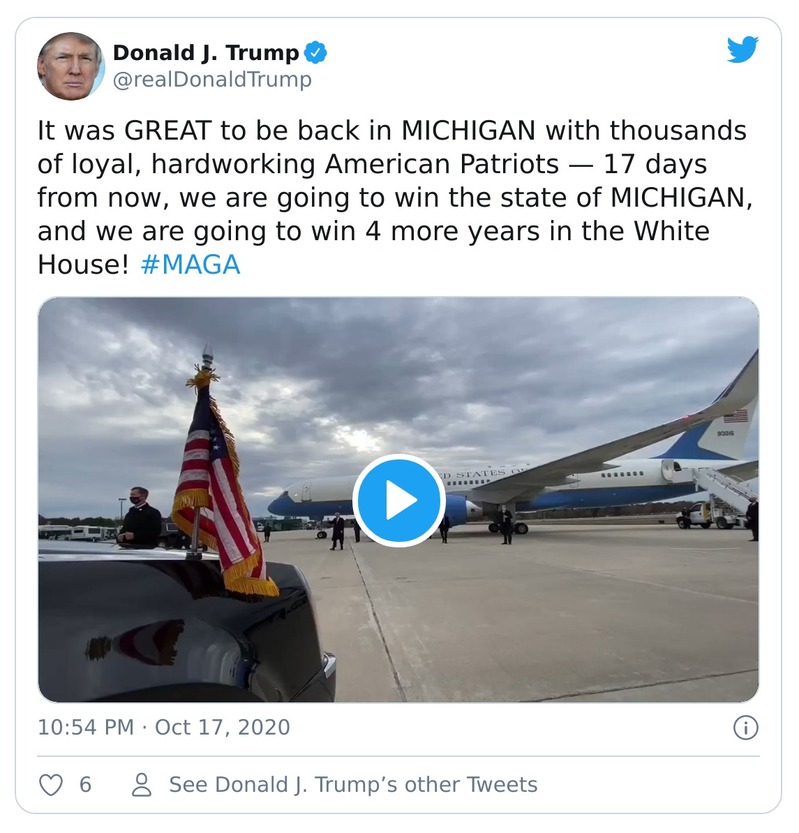 Donald J. Trump
@realDonaldTrump
It was GREAT to be back in MICHIGAN with thousands
of loyal, hardworking American Patriots — 17 days
from now, we are going to win the state of MICHIGAN,
and we are going to win 4 more years in the White
House! #MAGA
STATES
10:54 PM · Oct 17, 2020
6 See Donald J. Trump’s other Tweets